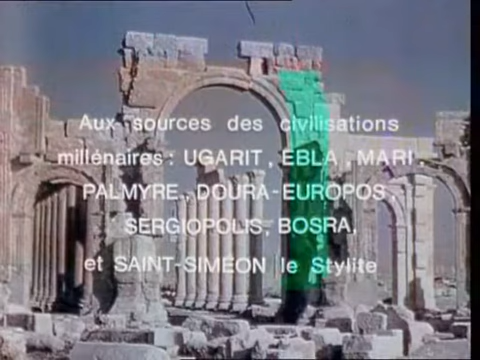 Aux sources des civilisations
millénaires : UGARIT, EBLA, MARI,
PALMYRE, DOURA-EUROPOS,
SERGIOPOLIS, BOSRA,
et SAINT-SIMEON le Stylite